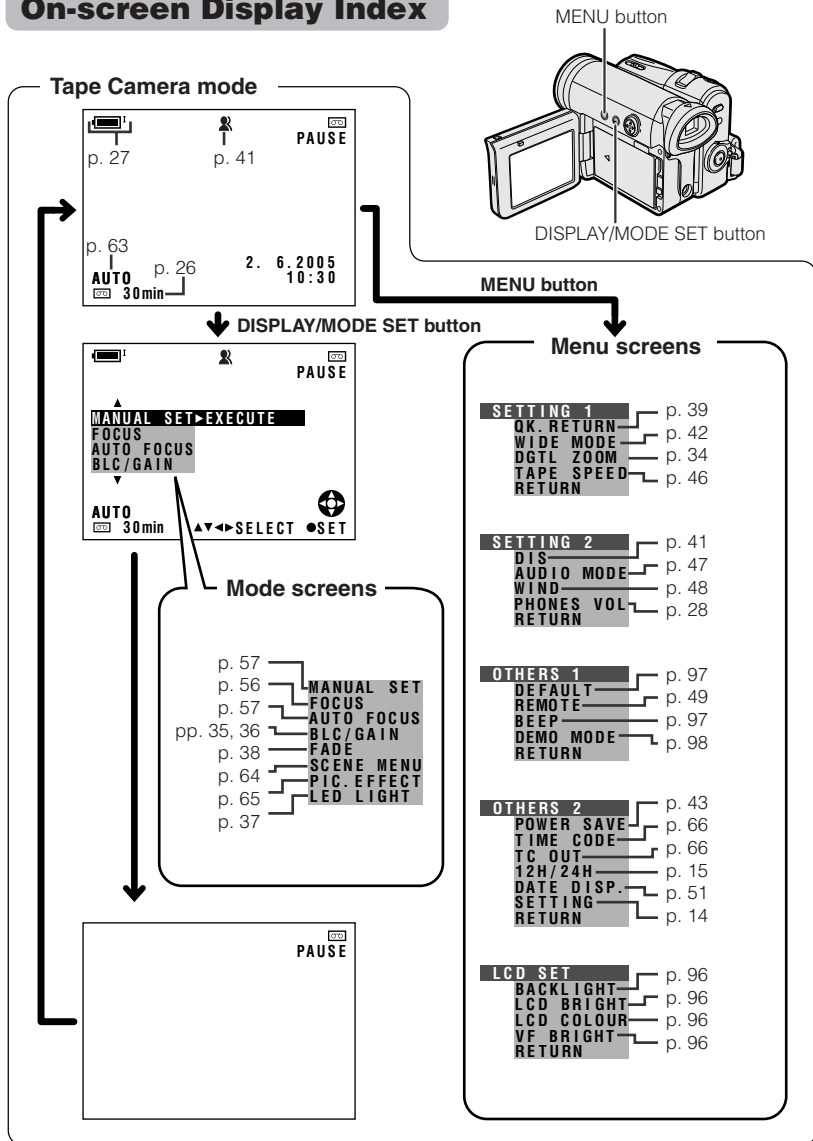 On-screen Display Index
MENU button
DISPLAY/MODE SET button
Tape Camera mode
PAUSE
p. 27
p. 41
p. 63
AUTO
p. 26
30min
2. 6.2005
10:30
MENU button
DISPLAY/MODE SET button
PAUSE
MANUAL SET►EXECUTE
FOCUS
AUTO FOCUS
BLC/GAIN
AUTO
30min ▲▼◄►SELECT ●SET
Mode screens
p. 57 MANUAL SET
p. 56 FOCUS
p. 57 AUTO FOCUS
pp. 35, 36 BLC/GAIN
p. 38 FADE
p. 64 SCENE MENU
p. 65 PIC.EFFECT
p. 37 LED LIGHT
PAUSE
Menu screens
SETTING 1
QK.RETURN p. 39
WIDE MODE p. 42
DGTL ZOOM p. 34
TAPE SPEED p. 46
RETURN
SETTING 2
DIS p. 41
AUDIO MODE p. 47
WIND p. 48
PHONES VOL p. 28
RETURN
OTHERS 1
DEFAULT p. 97
REMOTE p. 49
BEEP p. 97
DEMO MODE p. 98
RETURN
OTHERS 2
POWER SAVE p. 43
TIME CODE p. 66
TC OUT p. 66
12H/24H p. 15
DATE DISP. p. 51
SETTING p. 14
RETURN
LCD SET
BACKLIGHT p. 96
LCD BRIGHT p. 96
LCD COLOUR p. 96
VF BRIGHT p. 96
RETURN